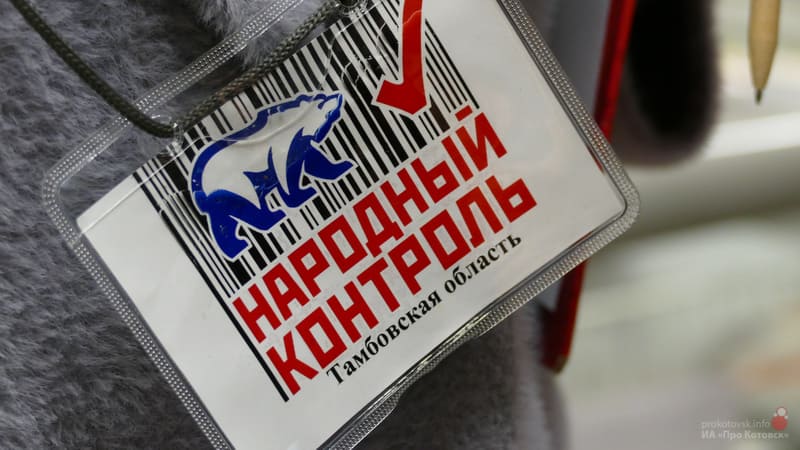 НАРОДНЫЙ
КОНТРОЛЬ
Тамбовская область
prokotovsk.info
ИА «Про Котовск»